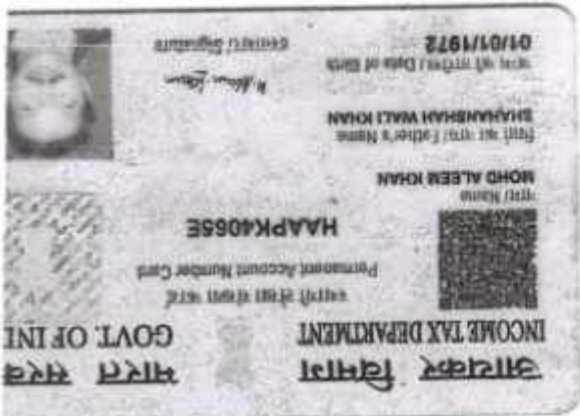 आयकर विभाग
INCOME TAX DEPARTMENT
भारत सरक
GOVT. OF INDI
स्थायी लेखा संख्या कार्ड
Permanent Account Number Card
HAAPK4065E
नाम / Name
MOHD ALEEM KHAN
पिता का नाम / Father's Name
SHAHANSHAH WALI KHAN
जन्म की तारीख / Date of Birth
01/01/1972
हस्ताक्षर / Signature